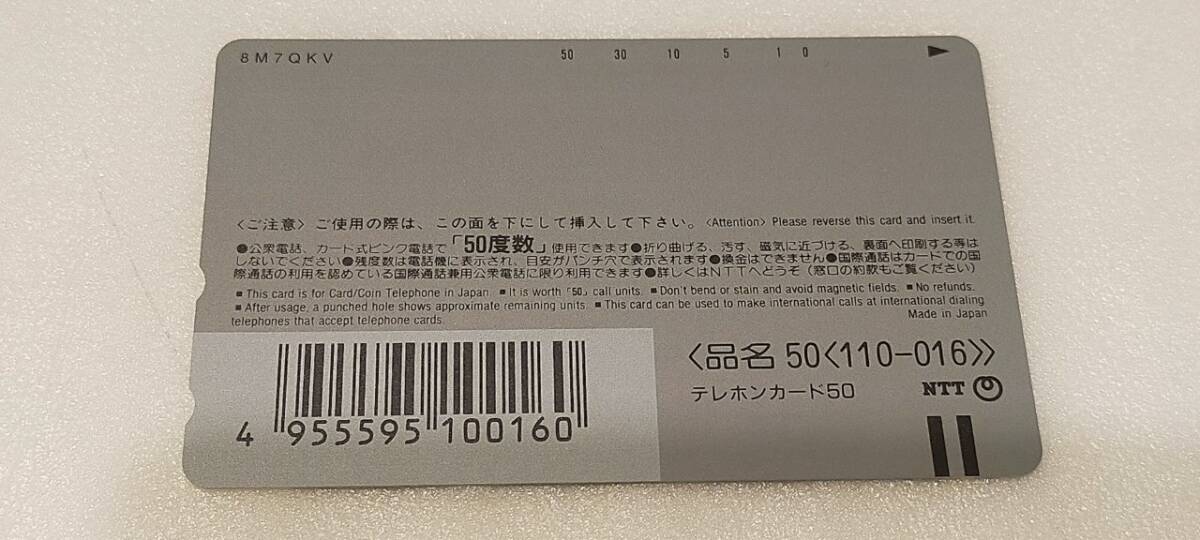 8M7QKV 50 30 10 5 1 0
〈ご注意〉ご使用の際は、この面を下にして挿入して下さい。〈Attention〉 Please reverse this card and insert it.
●公衆電話、カード式ピンク電話で「50度数」使用できます●折り曲げる、汚す、磁気に近づける、裏面へ印刷する等は
しないでください●残度数は電話機に表示され、目安がパンチ穴で表示されます●換金はできません●国際通話はカードでの国
際通話の利用を認めている国際通話兼用公衆電話に限り利用できます●詳しくはNTTへどうぞ(窓口の約款もご覧ください)
■ This card is for Card/Coin Telephone in Japan. ■ It is worth「50」call units. ■ Don't bend or stain and avoid magnetic fields. ■ No refunds.
■ After usage, a punched hole shows approximate remaining units. ■ This card can be used to make international calls at international dialing
telephones that accept telephone cards. Made in Japan
〈品名 50〈110-016〉〉
テレホンカード50 NTT
4 955595 100160